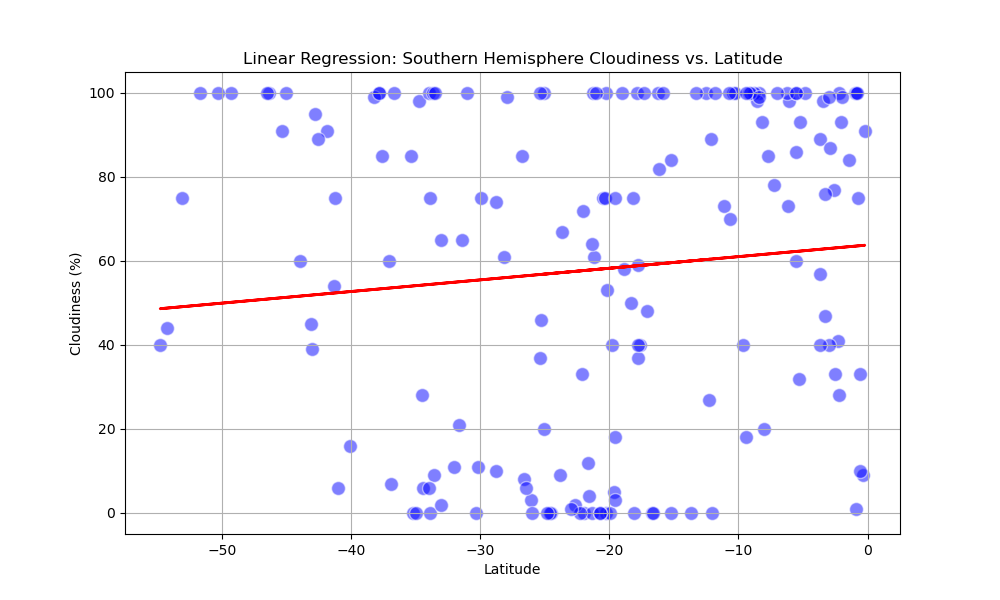 Linear Regression: Southern Hemisphere Cloudiness vs. Latitude
100
80
60
40
20
0
Cloudiness (%)
−50 −40 −30 −20 −10 0
Latitude